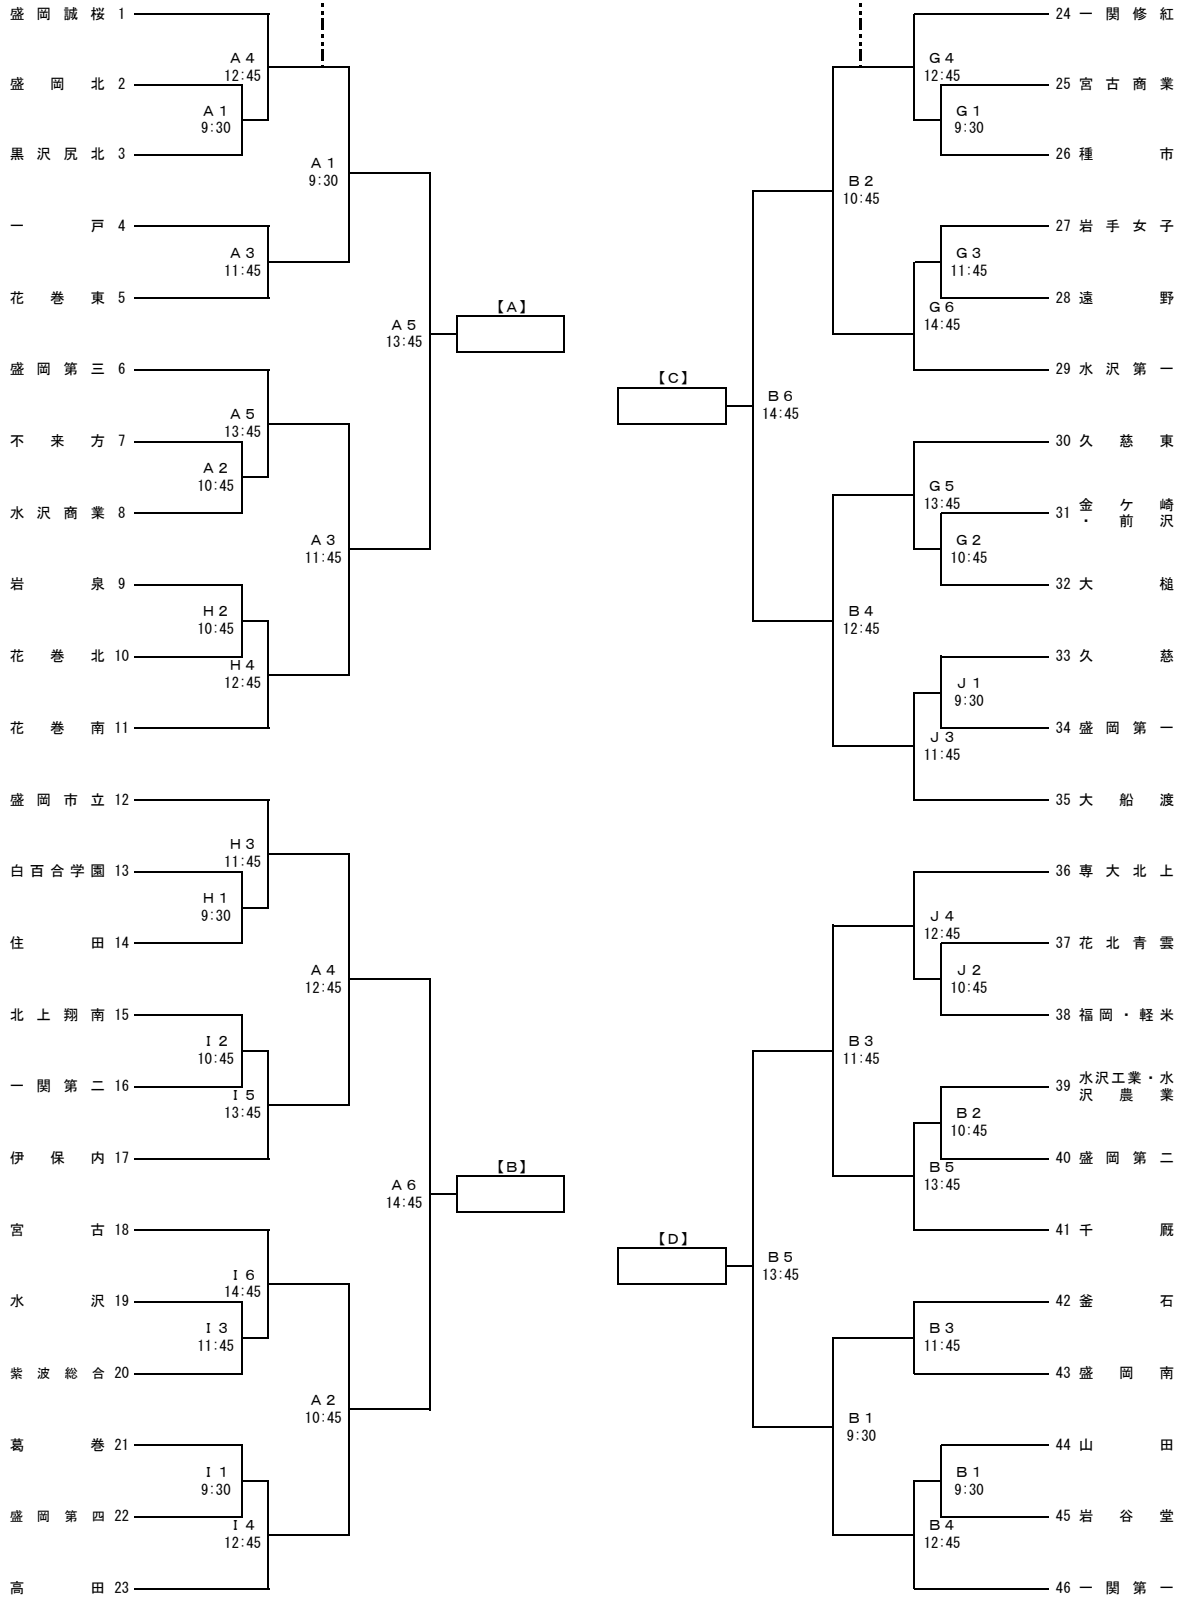 盛岡誠桜 1
A4
12:45
盛岡北 2
A1
9:30
黒沢尻北 3
A1
9:30
一戸 4
A3
11:45
花巻東 5
【A】
A5
13:45
盛岡第三 6
A5
13:45
不来方 7
A2
10:45
水沢商業 8
A3
11:45
岩泉 9
H2
10:45
花巻北 10
H4
12:45
花巻南 11
盛岡市立 12
H3
11:45
白百合学園 13
H1
9:30
住田 14
A4
12:45
北上翔南 15
I2
10:45
一関第二 16
I5
13:45
伊保内 17
【B】
A6
14:45
宮古 18
I6
14:45
水沢 19
I3
11:45
紫波総合 20
A2
10:45
葛巻 21
I1
9:30
盛岡第四 22
I4
12:45
高田 23
24 一関修紅
G4
12:45
25 宮古商業
G1
9:30
26 種市
B2
10:45
27 岩手女子
G3
11:45
28 遠野
G6
14:45
29 水沢第一
【C】
B6
14:45
30 久慈東
G5
13:45
31 金ケ崎
・前沢
G2
10:45
32 大槌
B4
12:45
33 久慈
J1
9:30
34 盛岡第一
J3
11:45
35 大船渡
36 専大北上
J4
12:45
37 花北青雲
J2
10:45
38 福岡・軽米
B3
11:45
39 水沢工業・水
沢農業
B2
10:45
40 盛岡第二
B5
13:45
41 千厩
【D】
B5
13:45
42 釜石
B3
11:45
43 盛岡南
B1
9:30
44 山田
B1
9:30
45 岩谷堂
B4
12:45
46 一関第一